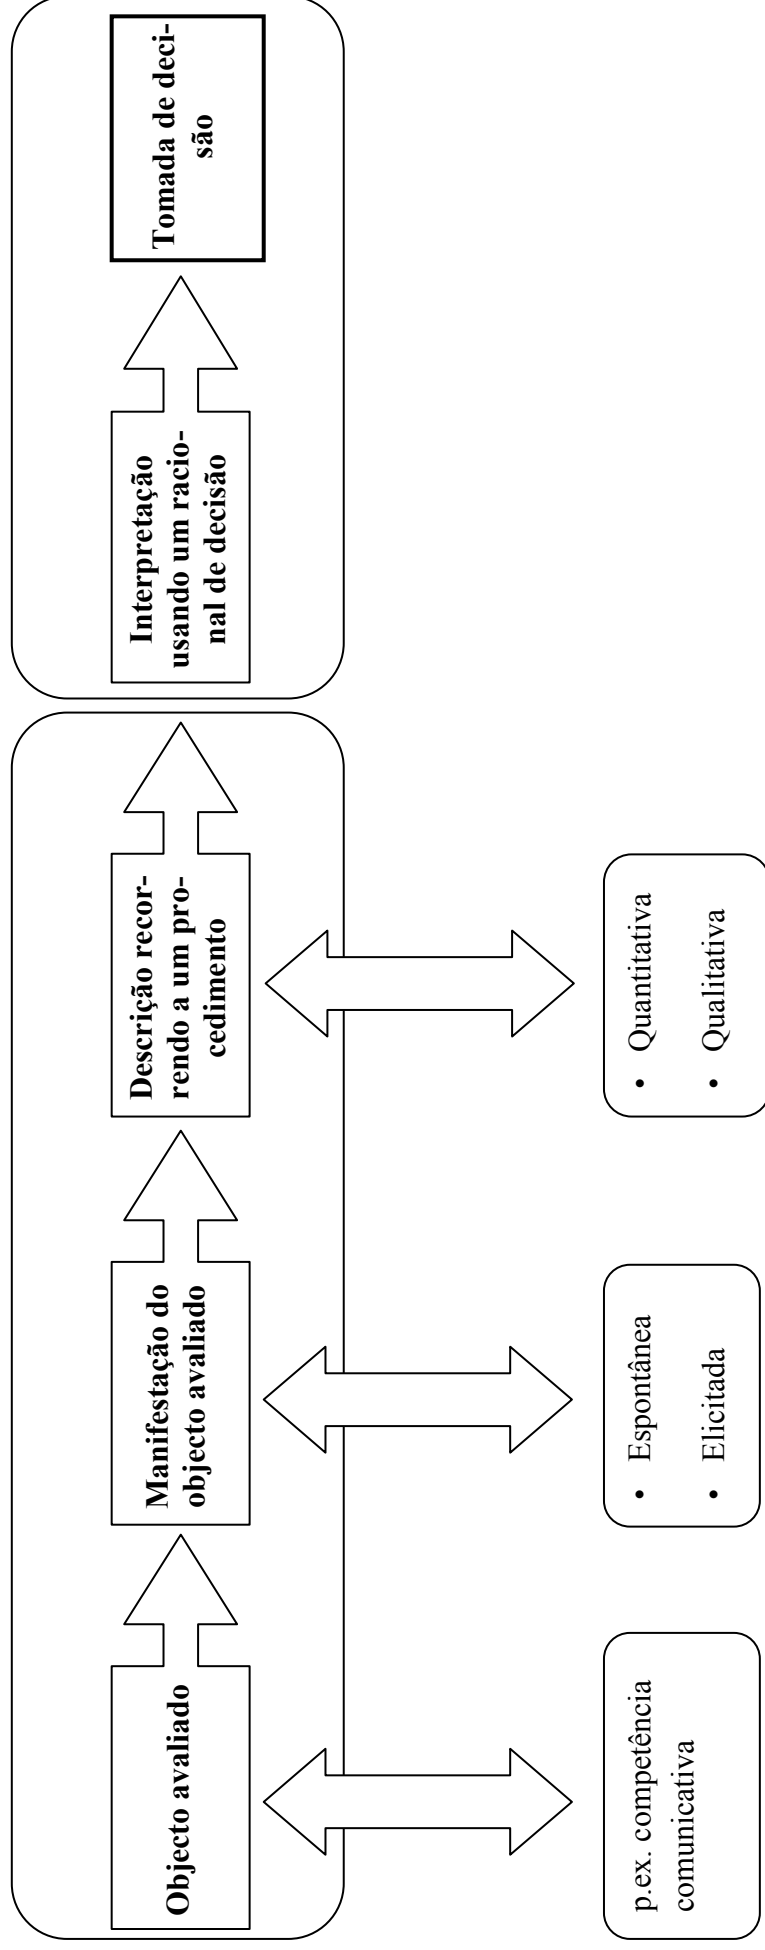 Objecto avaliado
Manifestação do
objecto avaliado
Descrição recor-
rendo a um pro-
cedimento
Interpretação
usando um racio-
nal de decisão
Tomada de deci-
são
p.ex. competência
comunicativa
• Espontânea
• Elicitada
• Quantitativa
• Qualitativa